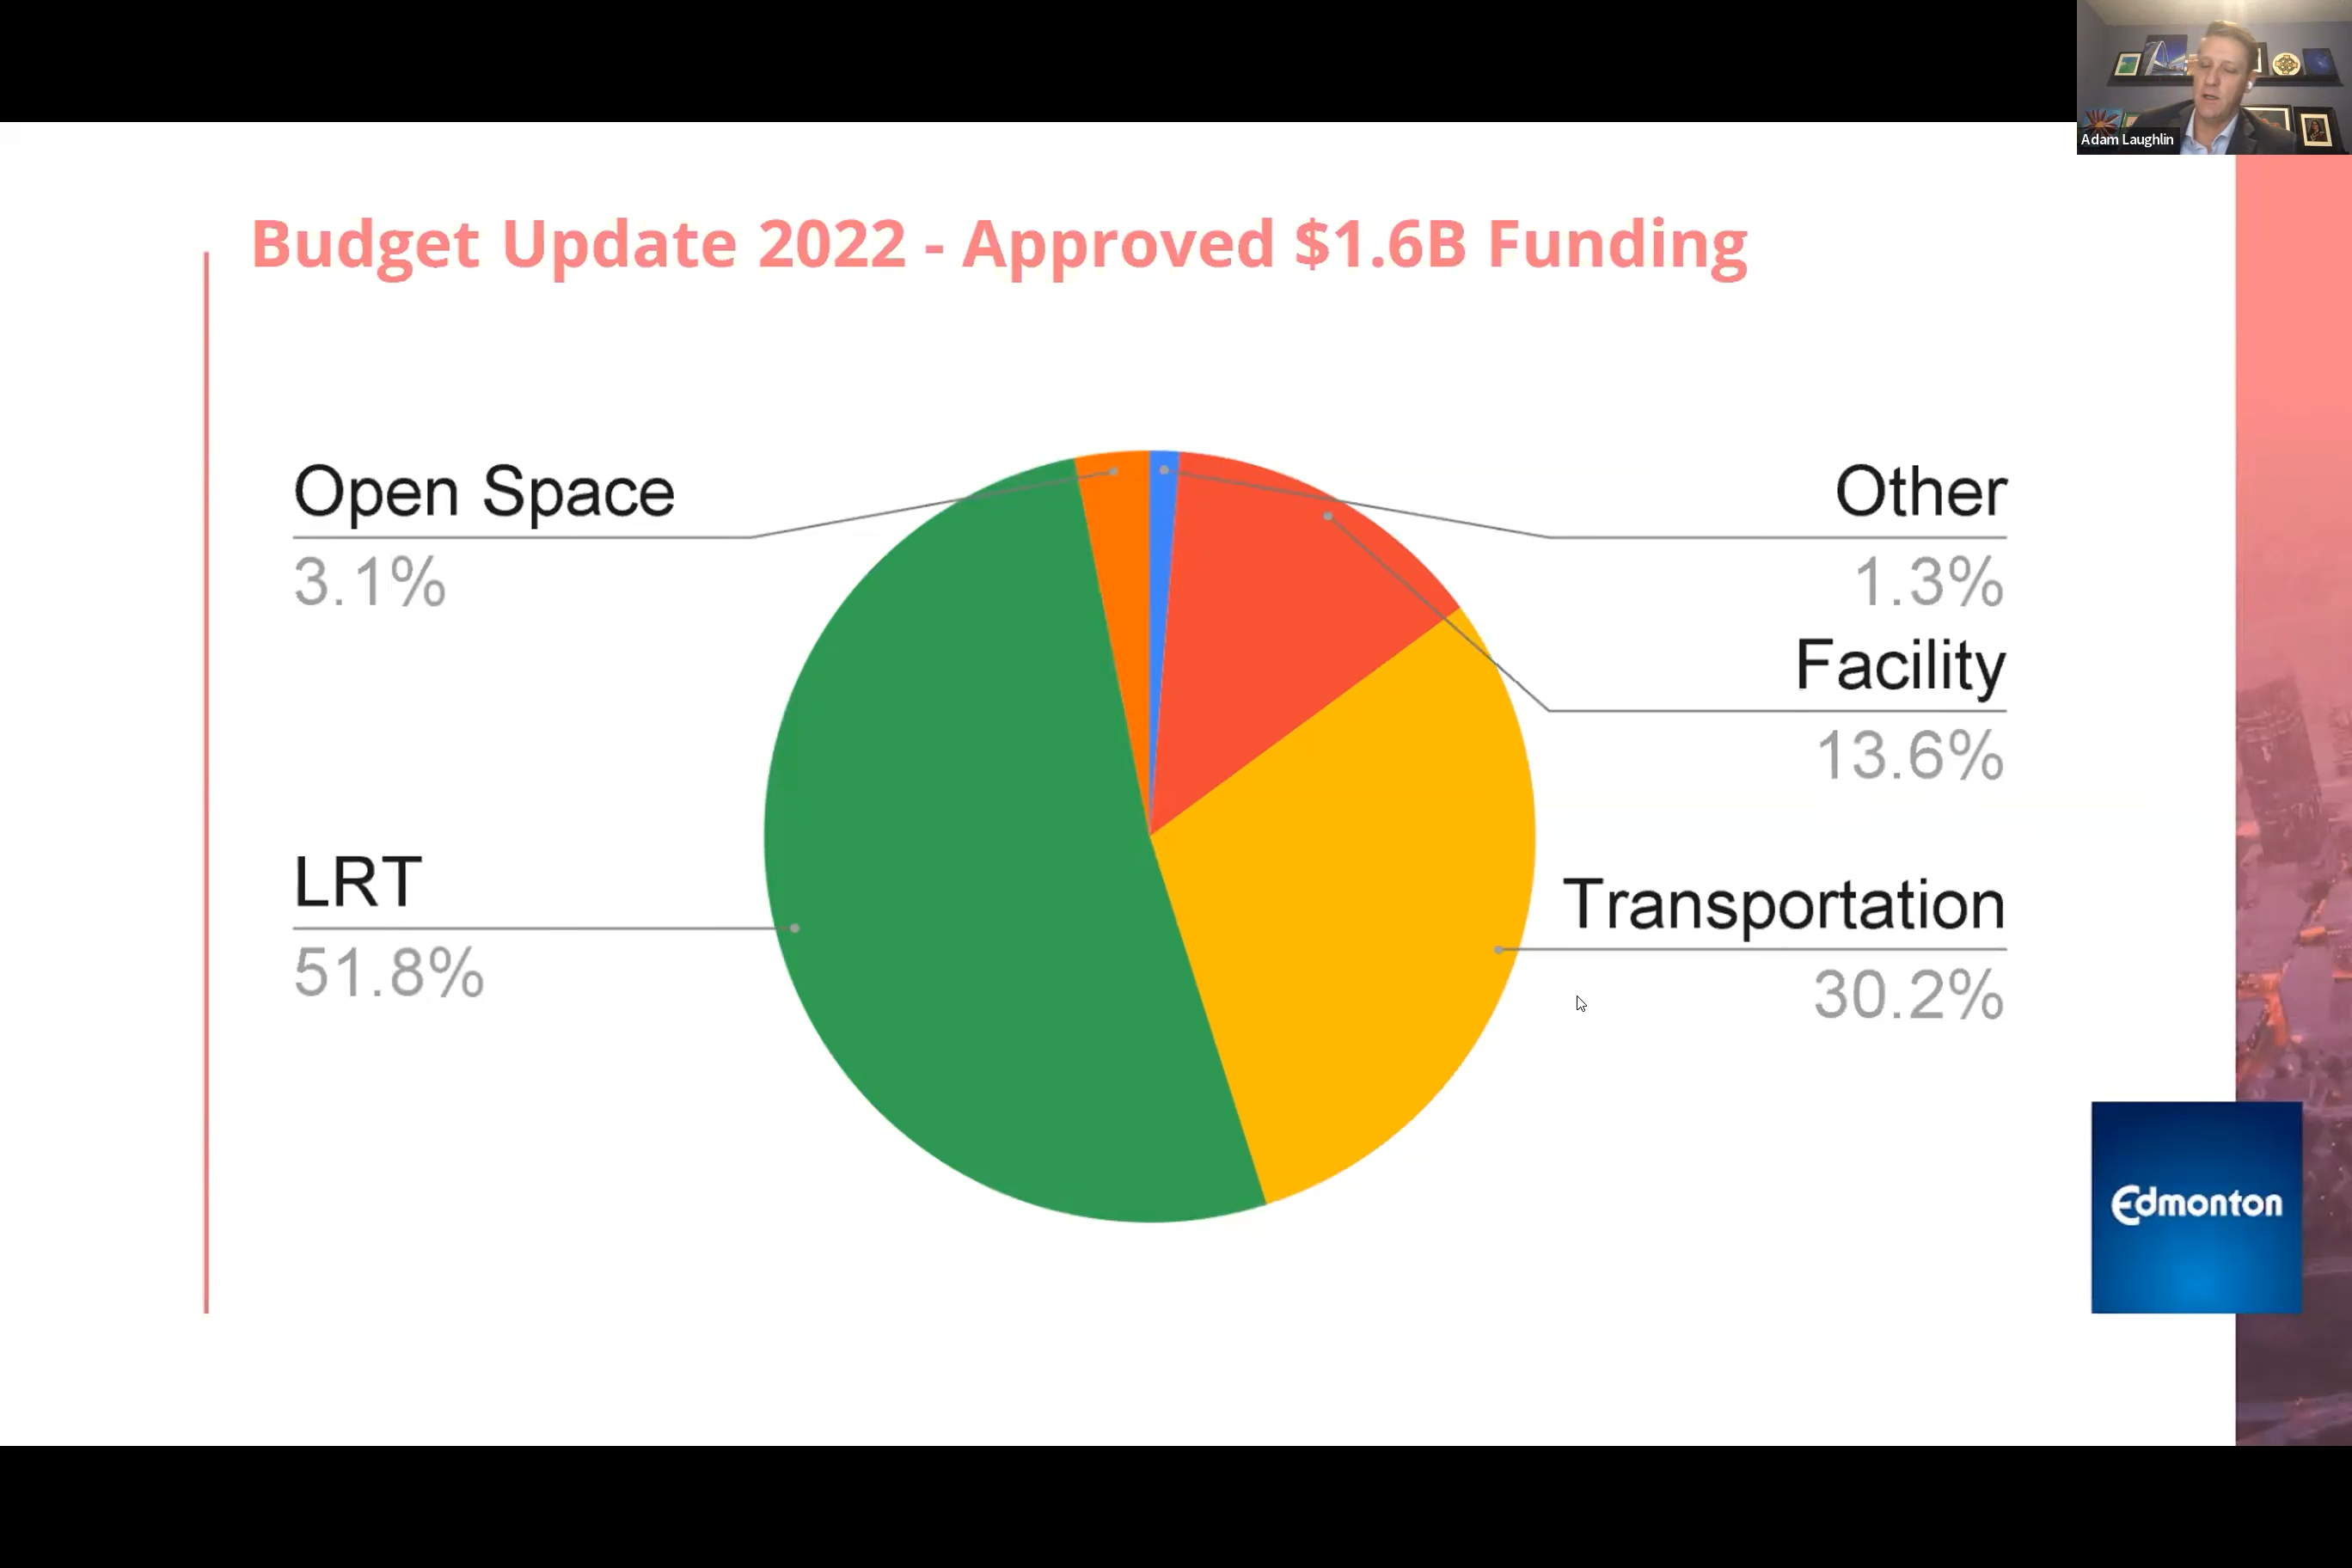 Adam Laughlin
Budget Update 2022 - Approved $1.6B Funding
Open Space
3.1%
LRT
51.8%
Other
1.3%
Facility
13.6%
Transportation
30.2%
Edmonton